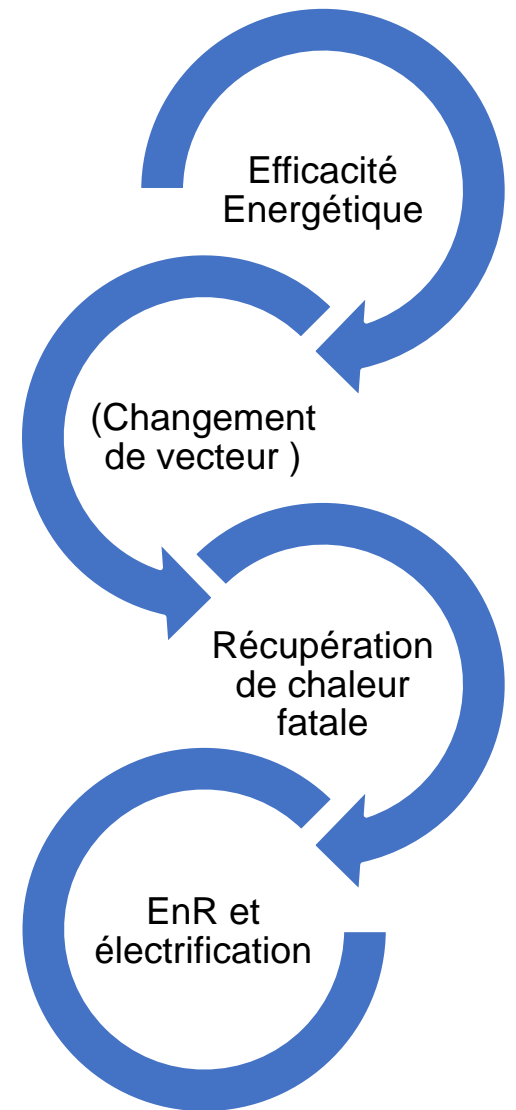 Efficacité
Energétique
(Changement
de vecteur )
Récupération
de chaleur
fatale
EnR et
électrification